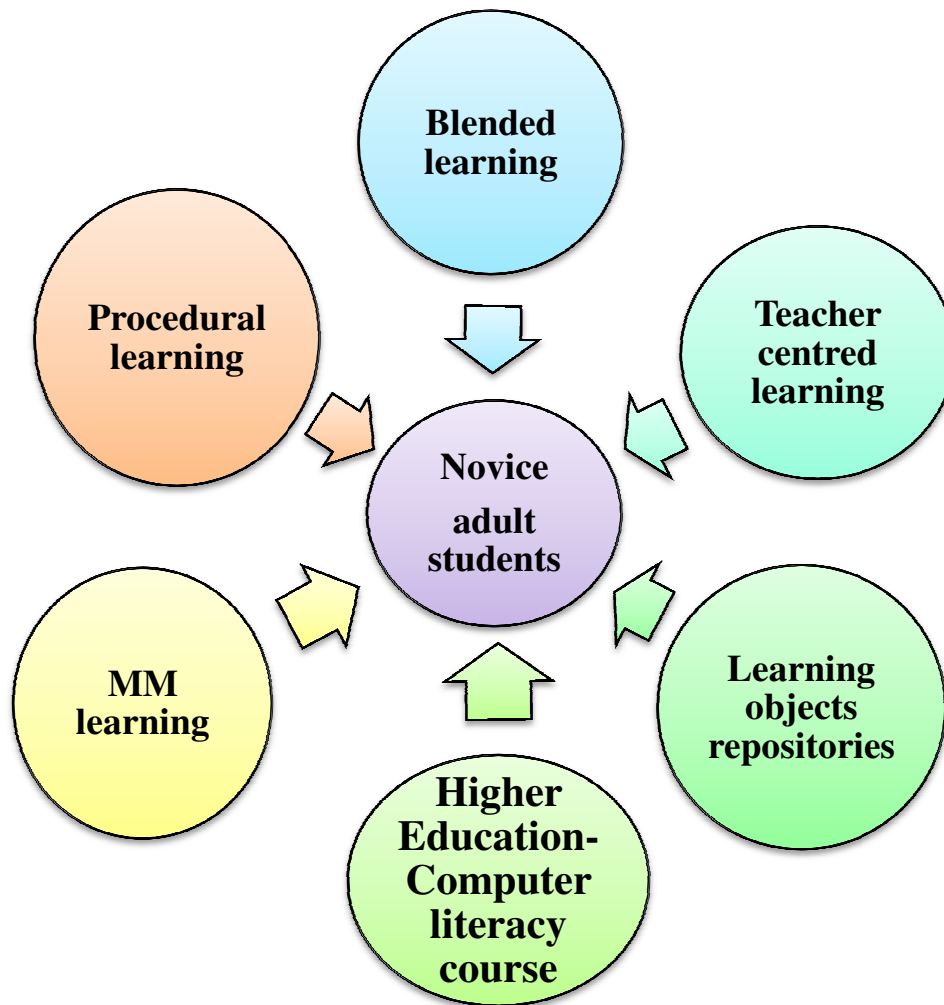 Blended
learning
Procedural
learning
Teacher
centred
learning
Novice
adult
students
MM
learning
Learning
objects
repositories
Higher
Education-
Computer
literacy
course